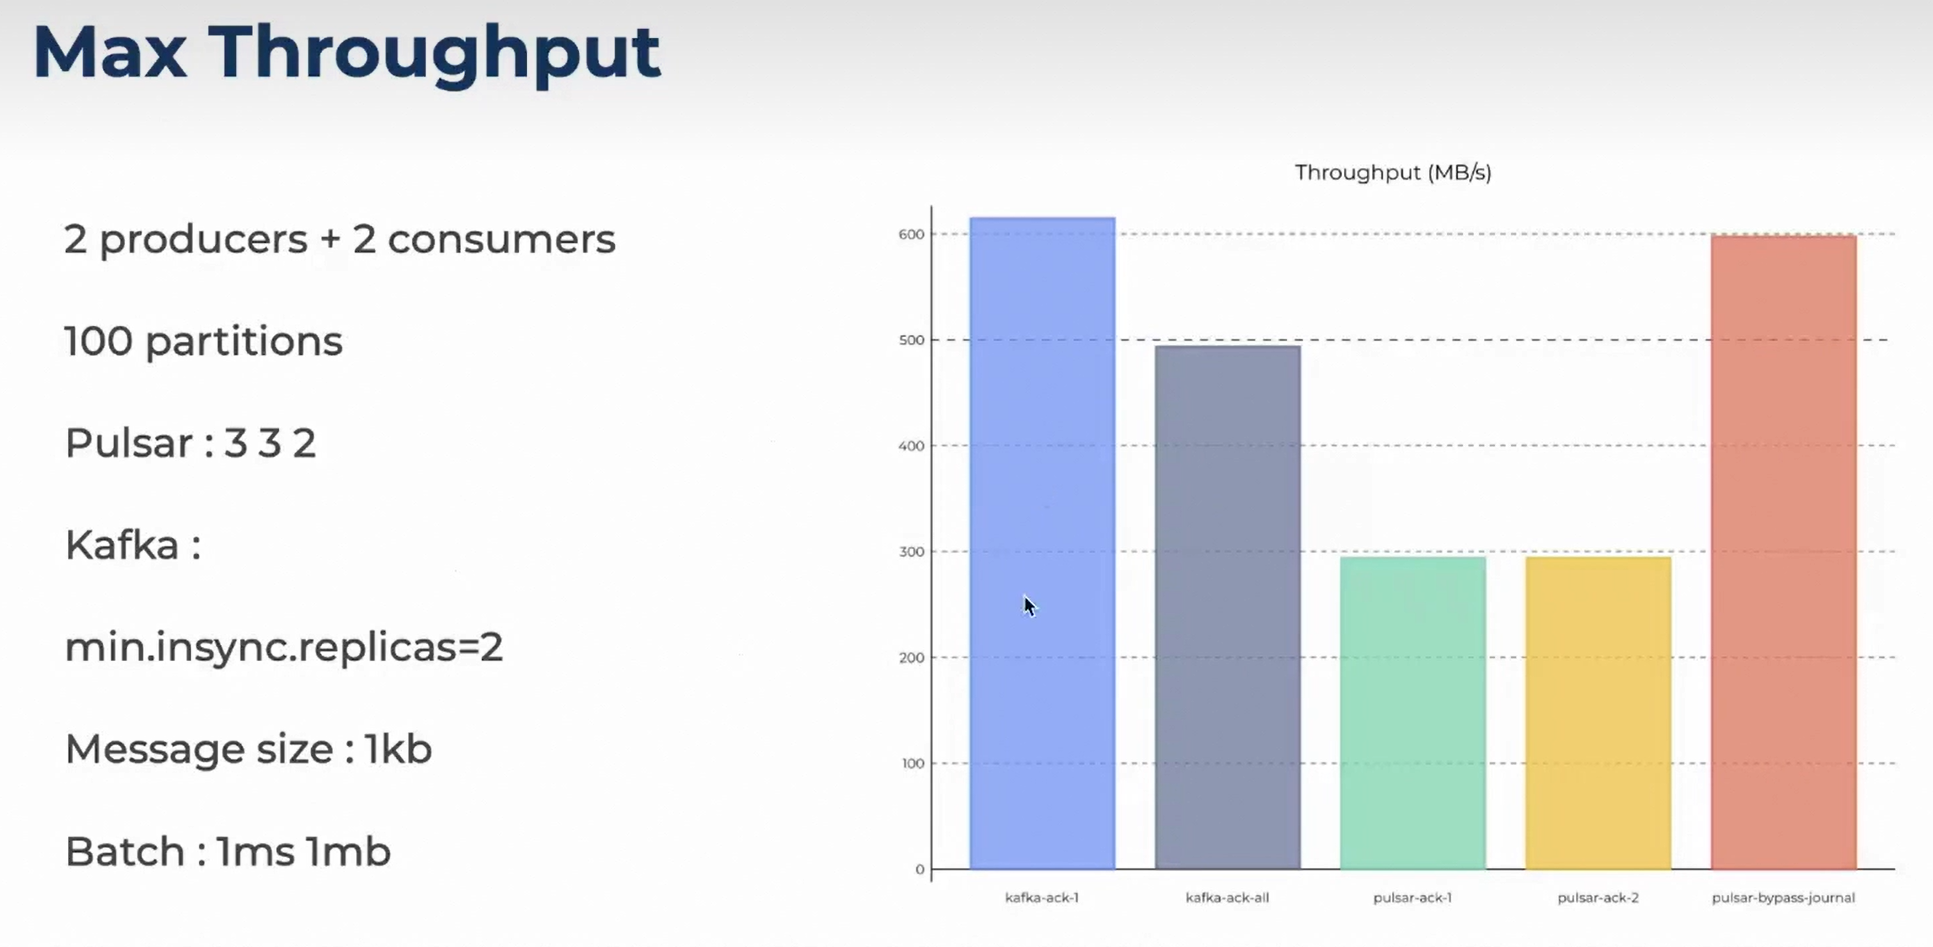 Max Throughput
2 producers + 2 consumers
100 partitions
Pulsar : 3 3 2
Kafka :
min.insync.replicas=2
Message size : 1kb
Batch : 1ms 1mb
Throughput (MB/s)
600
500
400
300
200
100
0
kafka-ack-1
kafka-ack-all
pulsar-ack-1
pulsar-ack-2
pulsar-bypass-journal